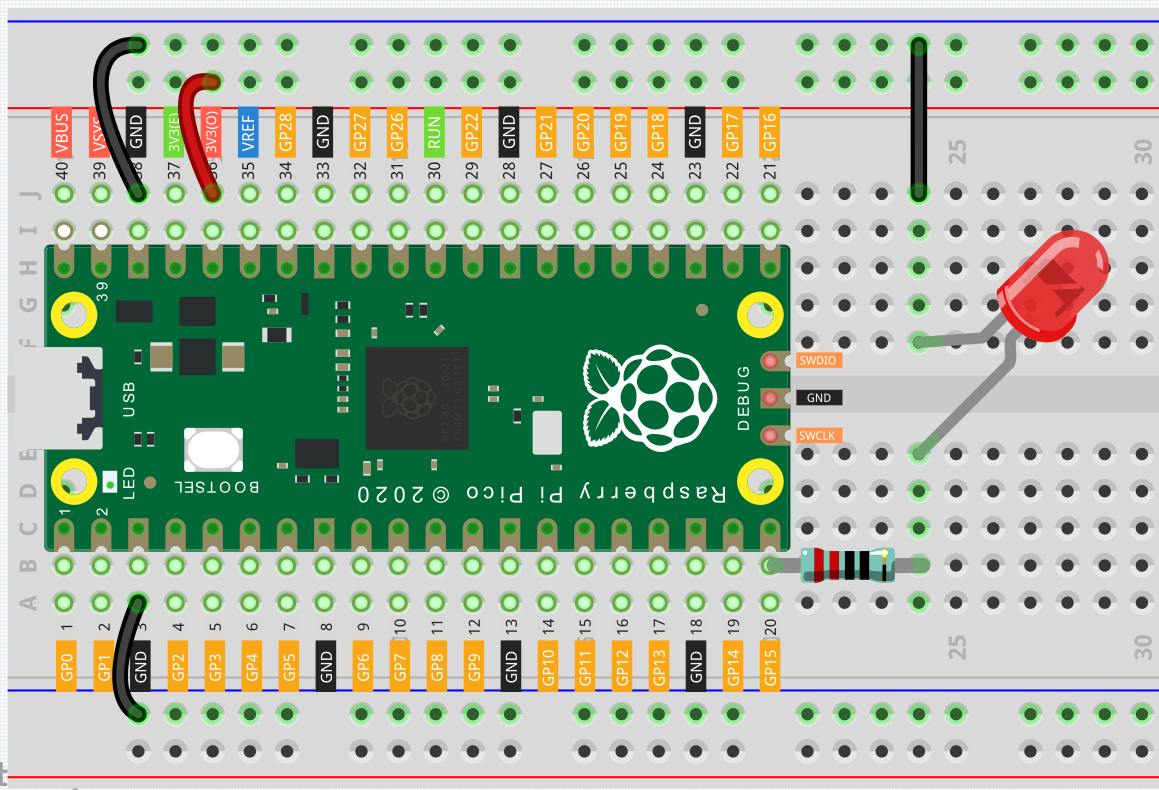 VBUS VSYS GND 3V3(E) 3V3(O) VREF GP28 GND GP27 GP26 RUN GP22 GND GP21 GP20 GP19 GP18 GND GP17 GP16
40 39 38 37 36 35 34 33 32 31 30 29 28 27 26 25 24 23 22 21 25 30
J
I
H
39
G
F
SWDIO
USB DEBUG GND
SWCLK
E
D LED BOOTSEL Raspberry Pi Pico © 2020
1 2
C
B
A
1 2 3 4 5 6 7 8 9 10 11 12 13 14 15 16 17 18 19 20 25 30
GP0 GP1 GND GP2 GP3 GP4 GP5 GND GP6 GP7 GP8 GP9 GND GP10 GP11 GP12 GP13 GND GP14 GP15